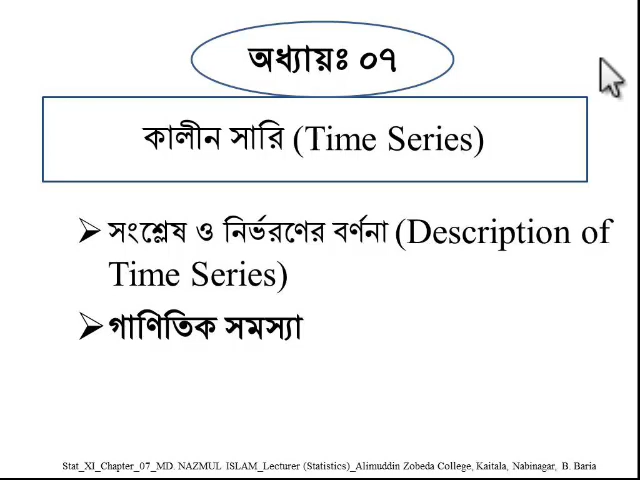 অধ্যায়ঃ ০৭
কালীন সারি (Time Series)
➢ সংশ্লেষ ও নির্ভরণের বর্ণনা (Description of
Time Series)
➢ গাণিতিক সমস্যা
Stat_XI_Chapter_07_MD. NAZMUL ISLAM_Lecturer (Statistics)_Alimuddin Zobeda College, Kaitala, Nabinagar, B. Baria